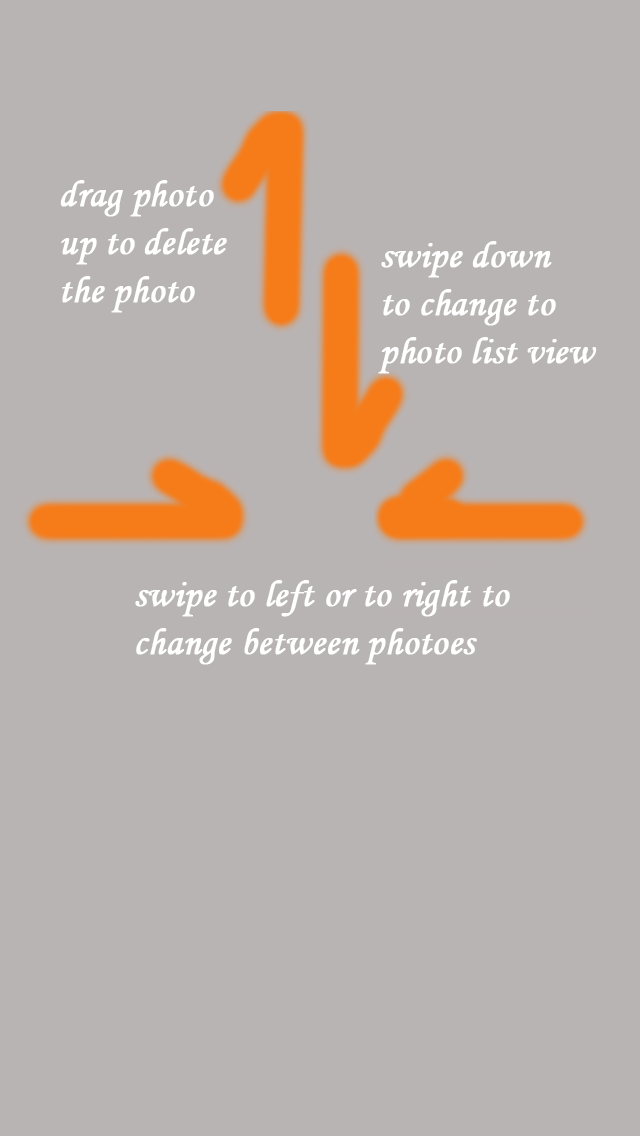 drag photo
up to delete
the photo
swipe down
to change to
photo list view
swipe to left or to right to
change between photoes